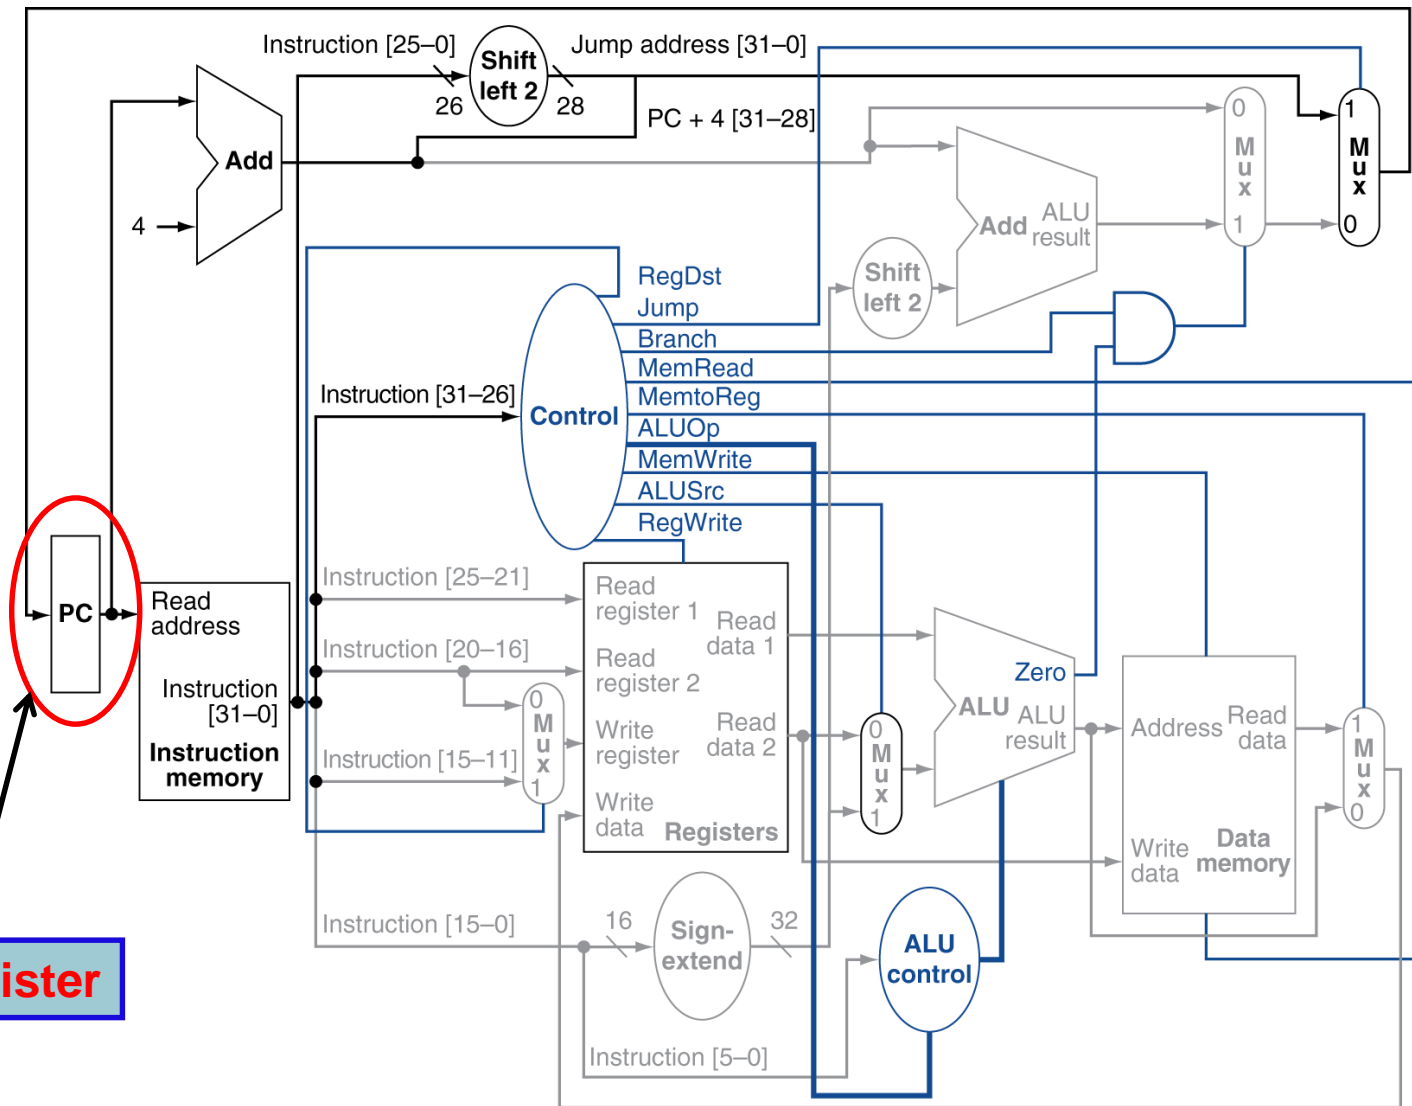 Instruction [25–0]
Shift
left 2
Jump address [31–0]
26
28
PC + 4 [31–28]
Add
4
0
M
u
x
1
1
M
u
x
0
Add
ALU
result
Shift
left 2
RegDst
Jump
Branch
MemRead
MemtoReg
ALUOp
MemWrite
ALUSrc
RegWrite
Instruction [31–26]
Control
PC
Read
address
Instruction
[31–0]
Instruction
memory
Instruction [25–21]
Instruction [20–16]
Instruction [15–11]
0
M
u
x
1
Read
register 1
Read
register 2
Write
register
Write
data
Read
data 1
Read
data 2
Registers
0
M
u
x
1
Zero
ALU
ALU
result
Address
Read
data
Write
data
Data
memory
1
M
u
x
0
Instruction [15–0]
16
Sign-
extend
32
ALU
control
Instruction [5–0]
ister